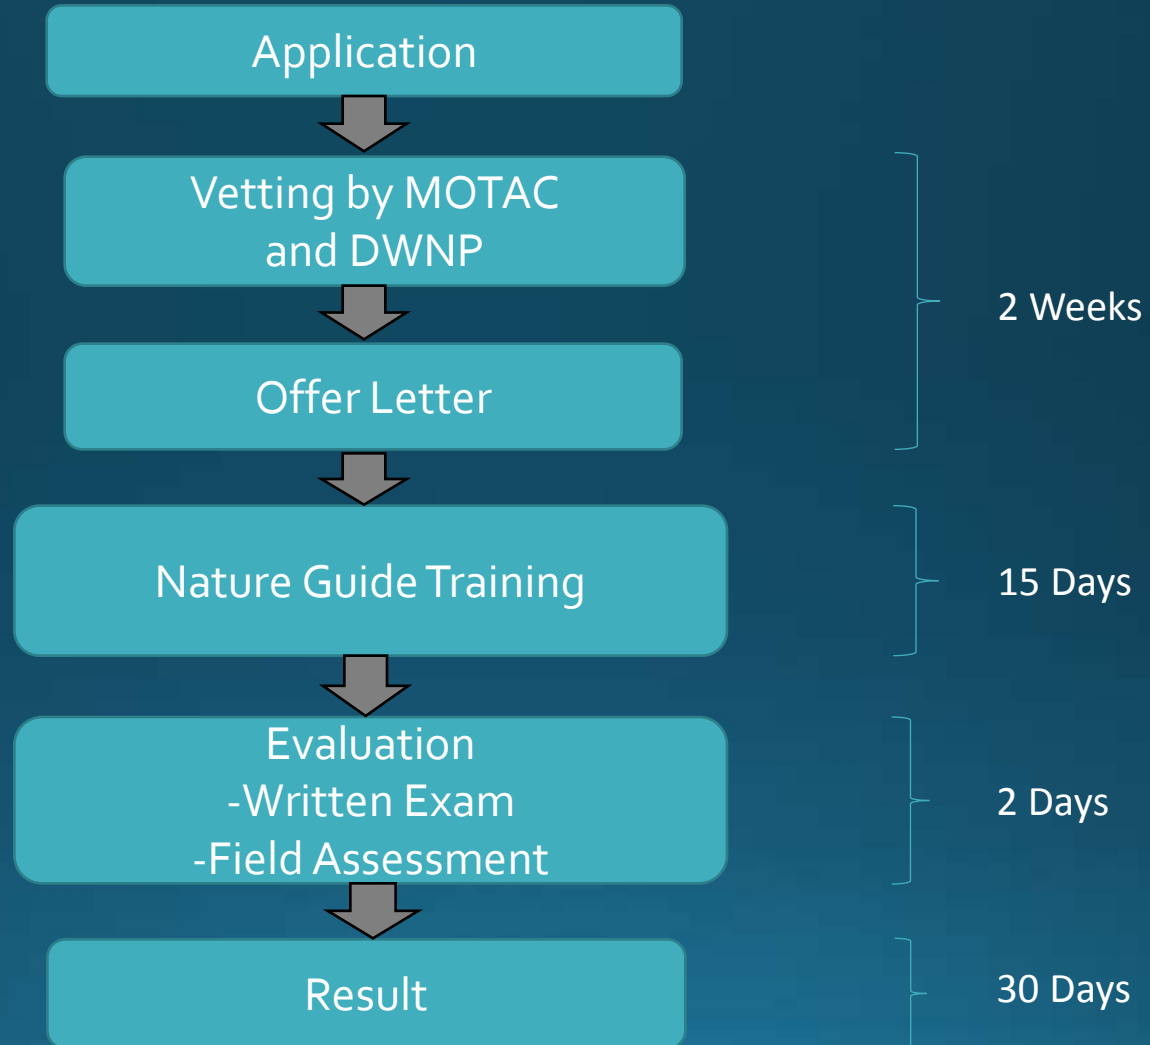 Application
Vetting by MOTAC
and DWNP
2 Weeks
Offer Letter
Nature Guide Training
15 Days
Evaluation
-Written Exam
-Field Assessment
2 Days
Result
30 Days